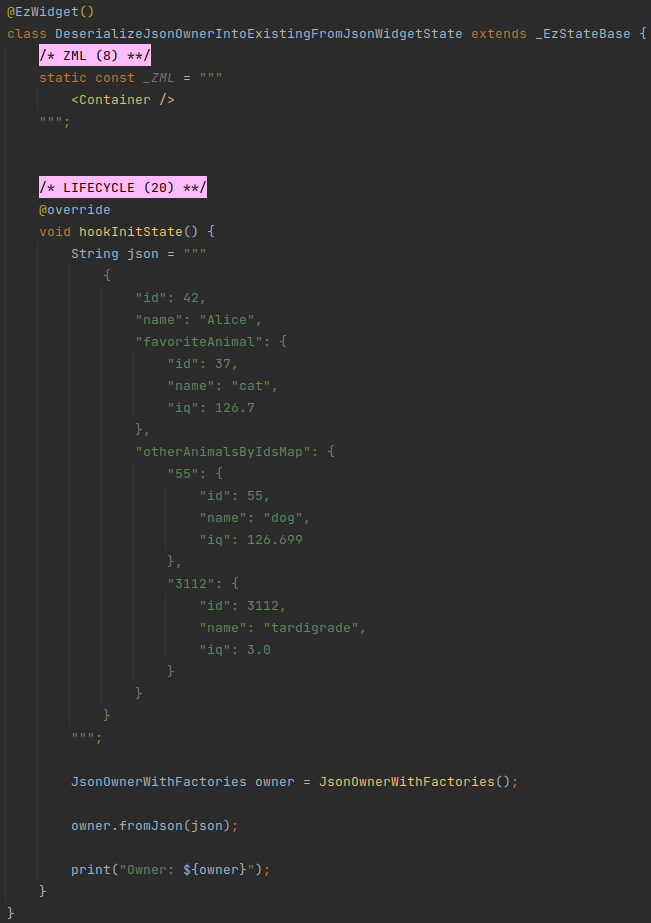 @EzWidget()
class DeserializeJsonOwnerIntoExistingFromJsonWidgetState extends _EzStateBase {
    /* ZML (8) **/
    static const _ZML = """
        <Container />
    """;


    /* LIFECYCLE (20) **/
    @override
    void hookInitState() {
        String json = """
            {
                "id": 42,
                "name": "Alice",
                "favoriteAnimal": {
                    "id": 37,
                    "name": "cat",
                    "iq": 126.7
                },
                "otherAnimalsByIdsMap": {
                    "55": {
                        "id": 55,
                        "name": "dog",
                        "iq": 126.699
                    },
                    "3112": {
                        "id": 3112,
                        "name": "tardigrade",
                        "iq": 3.0
                    }
                }
            }
        """;

        JsonOwnerWithFactories owner = JsonOwnerWithFactories();

        owner.fromJson(json);

        print("Owner: ${owner}");
    }
}